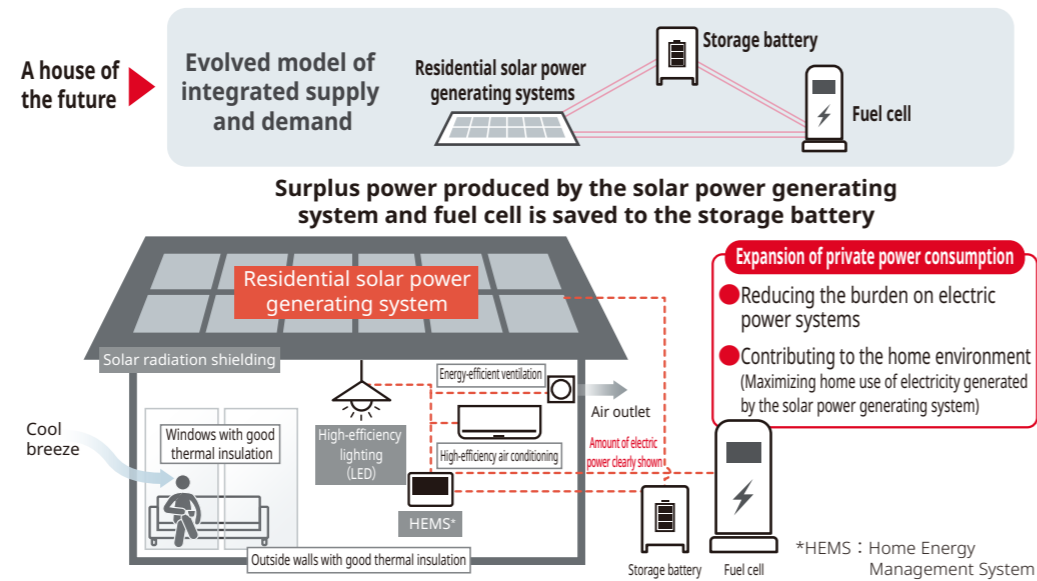 A house of
the future
Evolved model of
integrated supply
and demand
Residential solar power
generating systems
Storage battery
Fuel cell
Surplus power produced by the solar power generating
system and fuel cell is saved to the storage battery
Residential solar power
generating system
Solar radiation shielding
Cool
breeze
Windows with good
thermal insulation
High-efficiency
lighting
(LED)
Energy-efficient ventilation
Air outlet
High-efficiency air conditioning
HEMS*
Outside walls with good thermal insulation
Amount of electric
power clearly shown
Expansion of private power consumption
Reducing the burden on electric
power systems
Contributing to the home environment
(Maximizing home use of electricity generated
by the solar power generating system)
Storage battery
Fuel cell
*HEMS：Home Energy
Management System